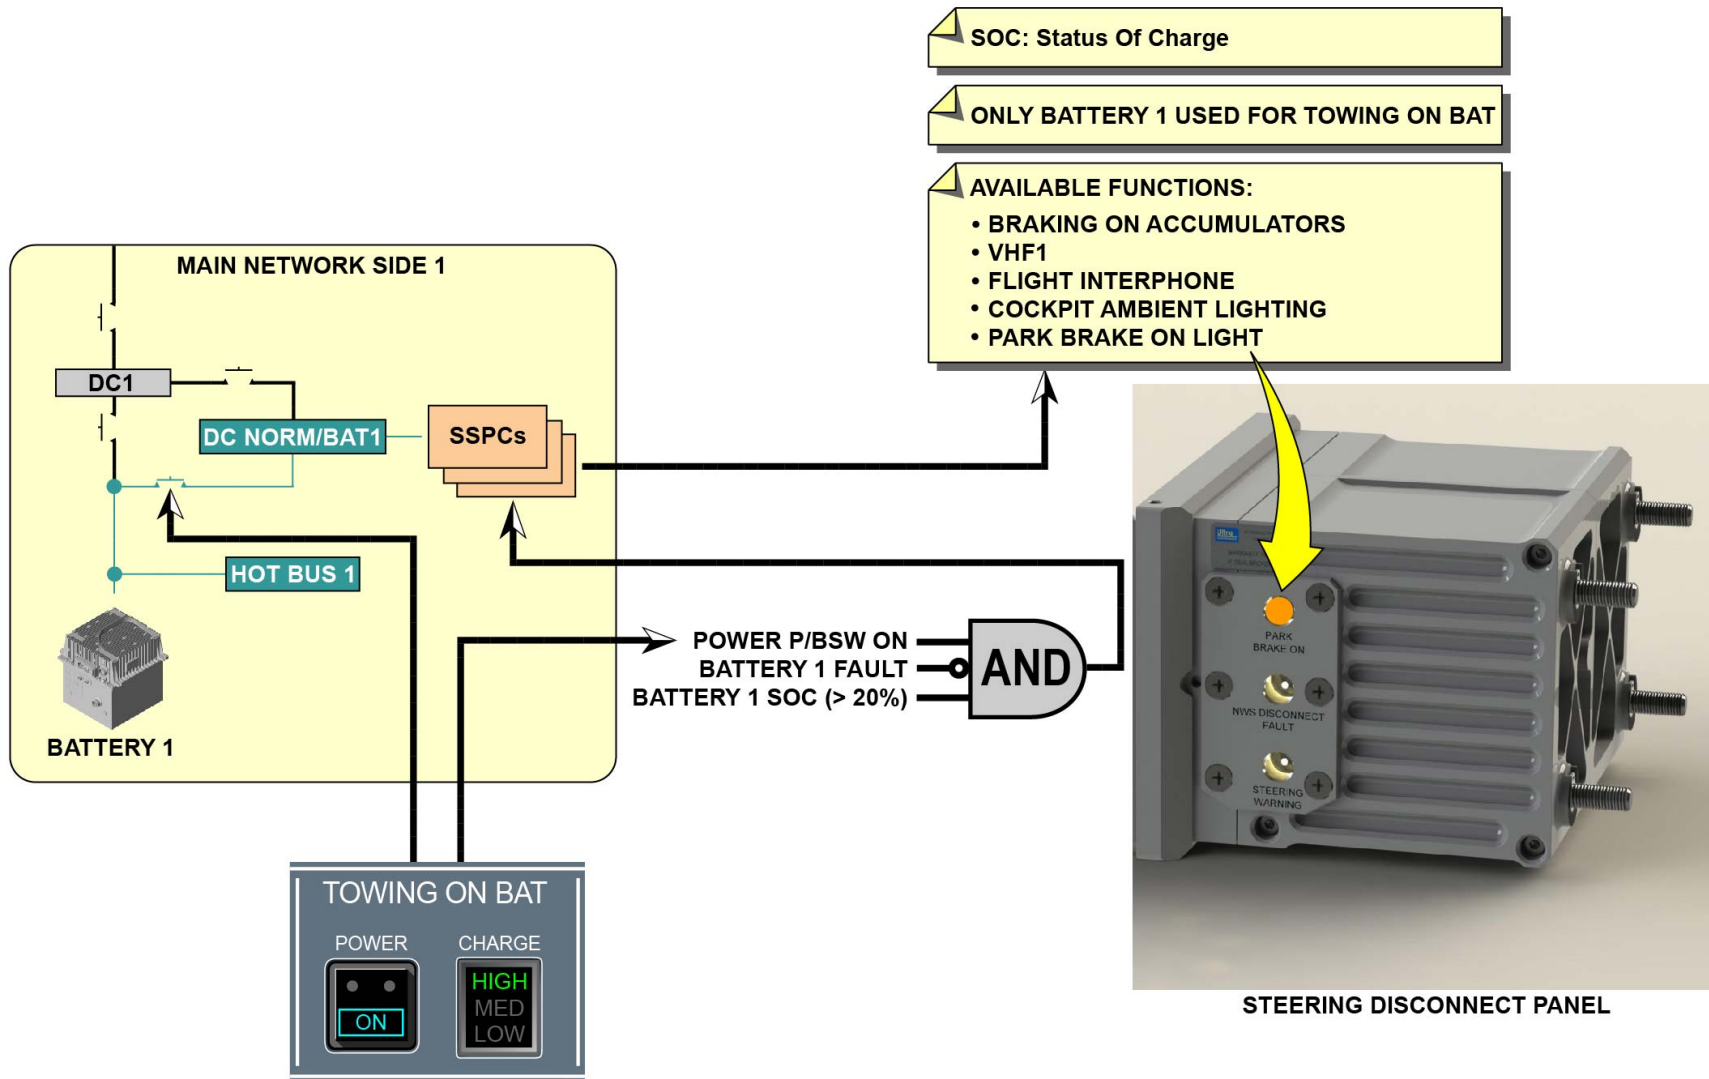 SOC: Status Of Charge
ONLY BATTERY 1 USED FOR TOWING ON BAT
AVAILABLE FUNCTIONS:
• BRAKING ON ACCUMULATORS
• VHF1
• FLIGHT INTERPHONE
• COCKPIT AMBIENT LIGHTING
• PARK BRAKE ON LIGHT
MAIN NETWORK SIDE 1
DC1
DC NORM/BAT1
SSPCs
HOT BUS 1
BATTERY 1
POWER P/BSW ON
BATTERY 1 FAULT
BATTERY 1 SOC (> 20%)
AND
TOWING ON BAT
POWER
CHARGE
ON
HIGH
MED
LOW
Ultra
PARK
BRAKE ON
NWS DISCONNECT
FAULT
STEERING
WARNING
STEERING DISCONNECT PANEL